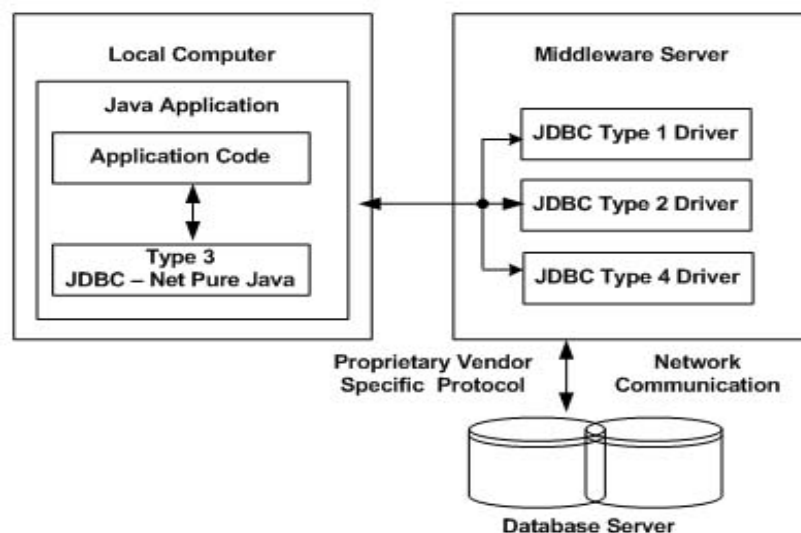 Local Computer
Java Application
Application Code
Type 3
JDBC – Net Pure Java
Middleware Server
JDBC Type 1 Driver
JDBC Type 2 Driver
JDBC Type 4 Driver
Proprietary Vendor
Specific Protocol
Network
Communication
Database Server